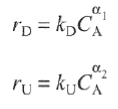 r_D = k_D C_A^{α_1}
r_U = k_U C_A^{α_2}